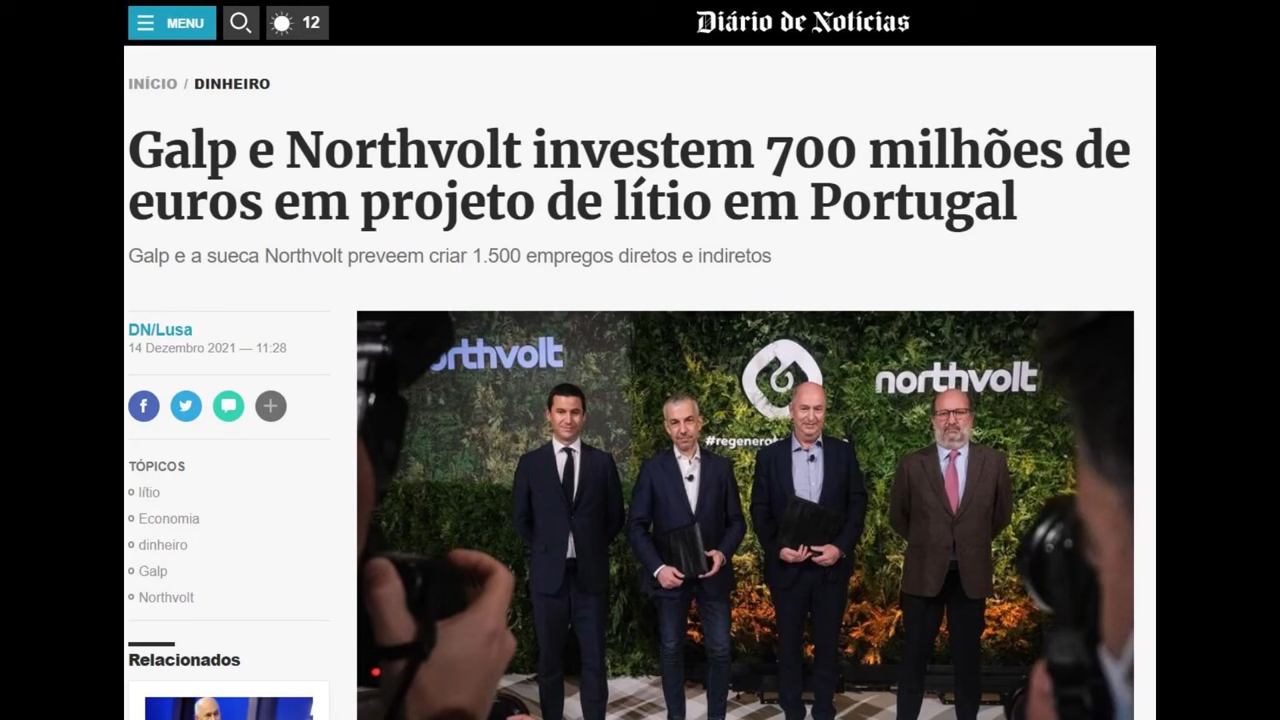 MENU
12
Diário de Notícias
INÍCIO / DINHEIRO
Galp e Northvolt investem 700 milhões de
euros em projeto de lítio em Portugal
Galp e a sueca Northvolt preveem criar 1.500 empregos diretos e indiretos
DN/Lusa
14 Dezembro 2021 — 11:28
TÓPICOS
lítio
Economia
dinheiro
Galp
Northvolt
Relacionados
orthvolt
northvolt